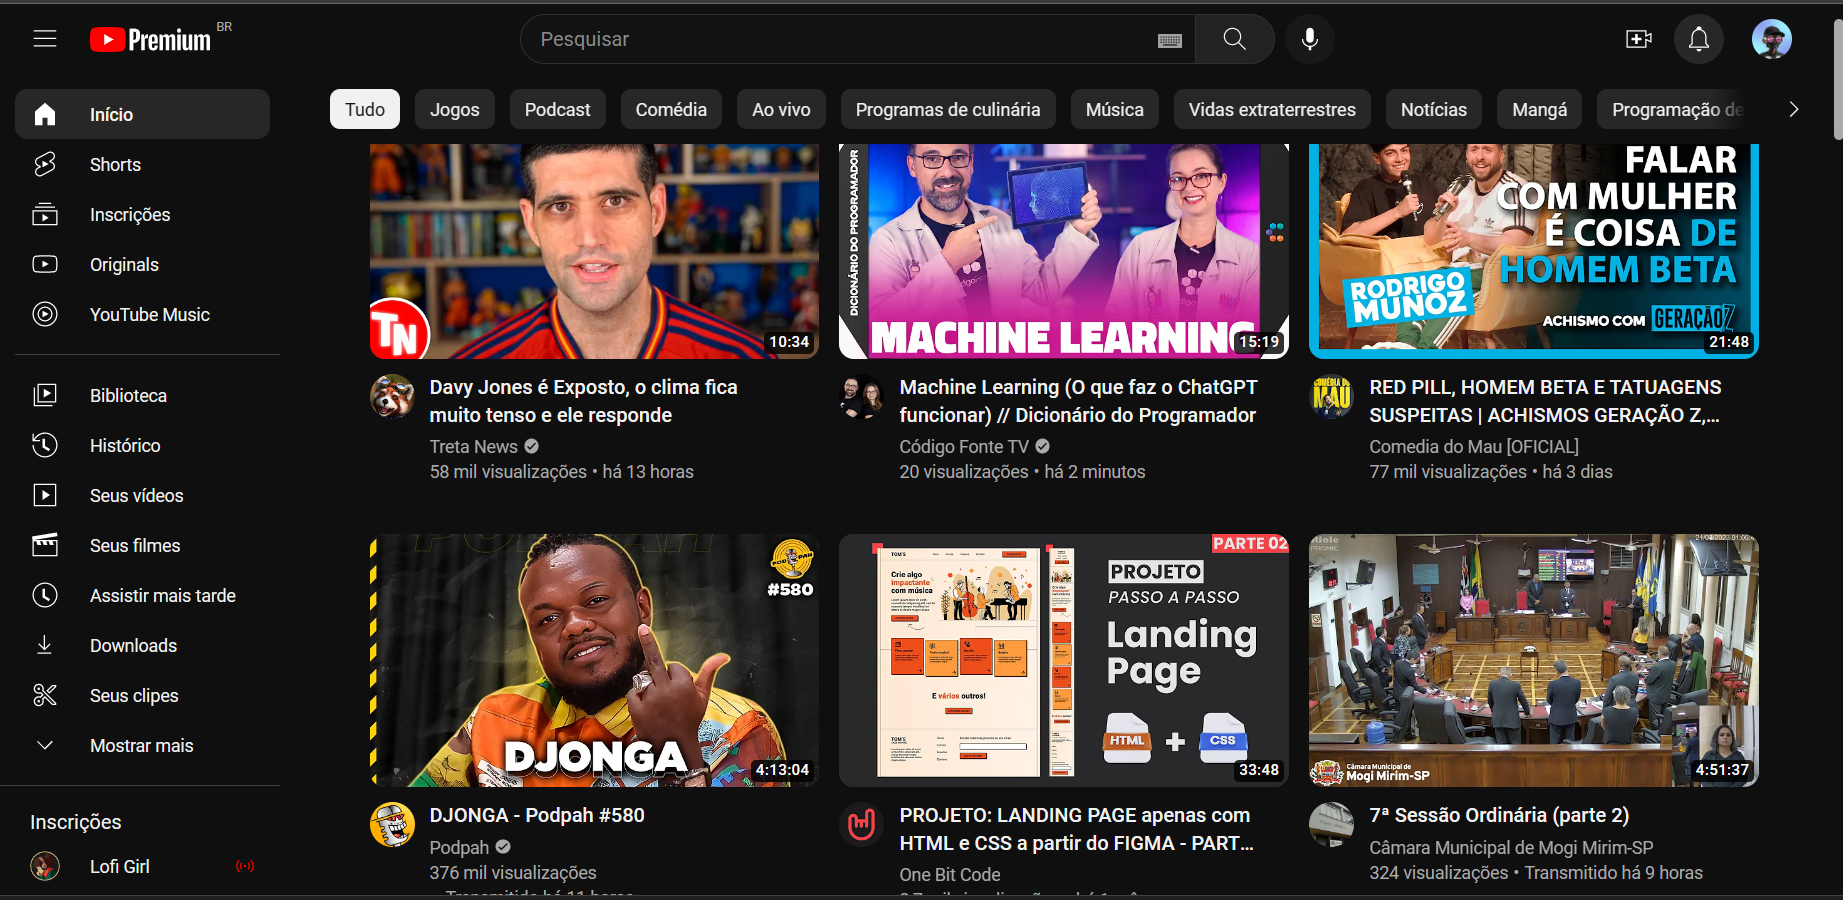 Premium BR
Pesquisar
Início
Shorts
Inscrições
Originals
YouTube Music
Biblioteca
Histórico
Seus vídeos
Seus filmes
Assistir mais tarde
Downloads
Seus clipes
Mostrar mais
Inscrições
Lofi Girl
Tudo
Jogos
Podcast
Comédia
Ao vivo
Programas de culinária
Música
Vidas extraterrestres
Notícias
Mangá
Programação de
TN
10:34
Davy Jones é Exposto, o clima fica
muito tenso e ele responde
Treta News
58 mil visualizações • há 13 horas
DICIONÁRIO DO PROGRAMADOR
MACHINE LEARNING
15:19
Machine Learning (O que faz o ChatGPT
funcionar) // Dicionário do Programador
Código Fonte TV
20 visualizações • há 2 minutos
FALAR
COM MULHER
É COISA DE
HOMEM BETA
RODRIGO
MUNOZ
ACHISMO COM GERAÇÃO Z
21:48
COMÉDIA DO
MAU
RED PILL, HOMEM BETA E TATUAGENS
SUSPEITAS | ACHISMOS GERAÇÃO Z,...
Comedia do Mau [OFICIAL]
77 mil visualizações • há 3 dias
PODPAH
#580
DJONGA
4:13:04
DJONGA - Podpah #580
Podpah
376 mil visualizações
Transmitido há 11 horas
PARTE 02
TOM'S
Crie algo
impactante
com música
E vários outros!
PROJETO
PASSO A PASSO
Landing
Page
HTML + CSS
33:48
PROJETO: LANDING PAGE apenas com
HTML e CSS a partir do FIGMA - PART...
One Bit Code
Câmara Municipal de
Mogi Mirim-SP
4:51:37
7ª Sessão Ordinária (parte 2)
Câmara Municipal de Mogi Mirim-SP
324 visualizações • Transmitido há 9 horas